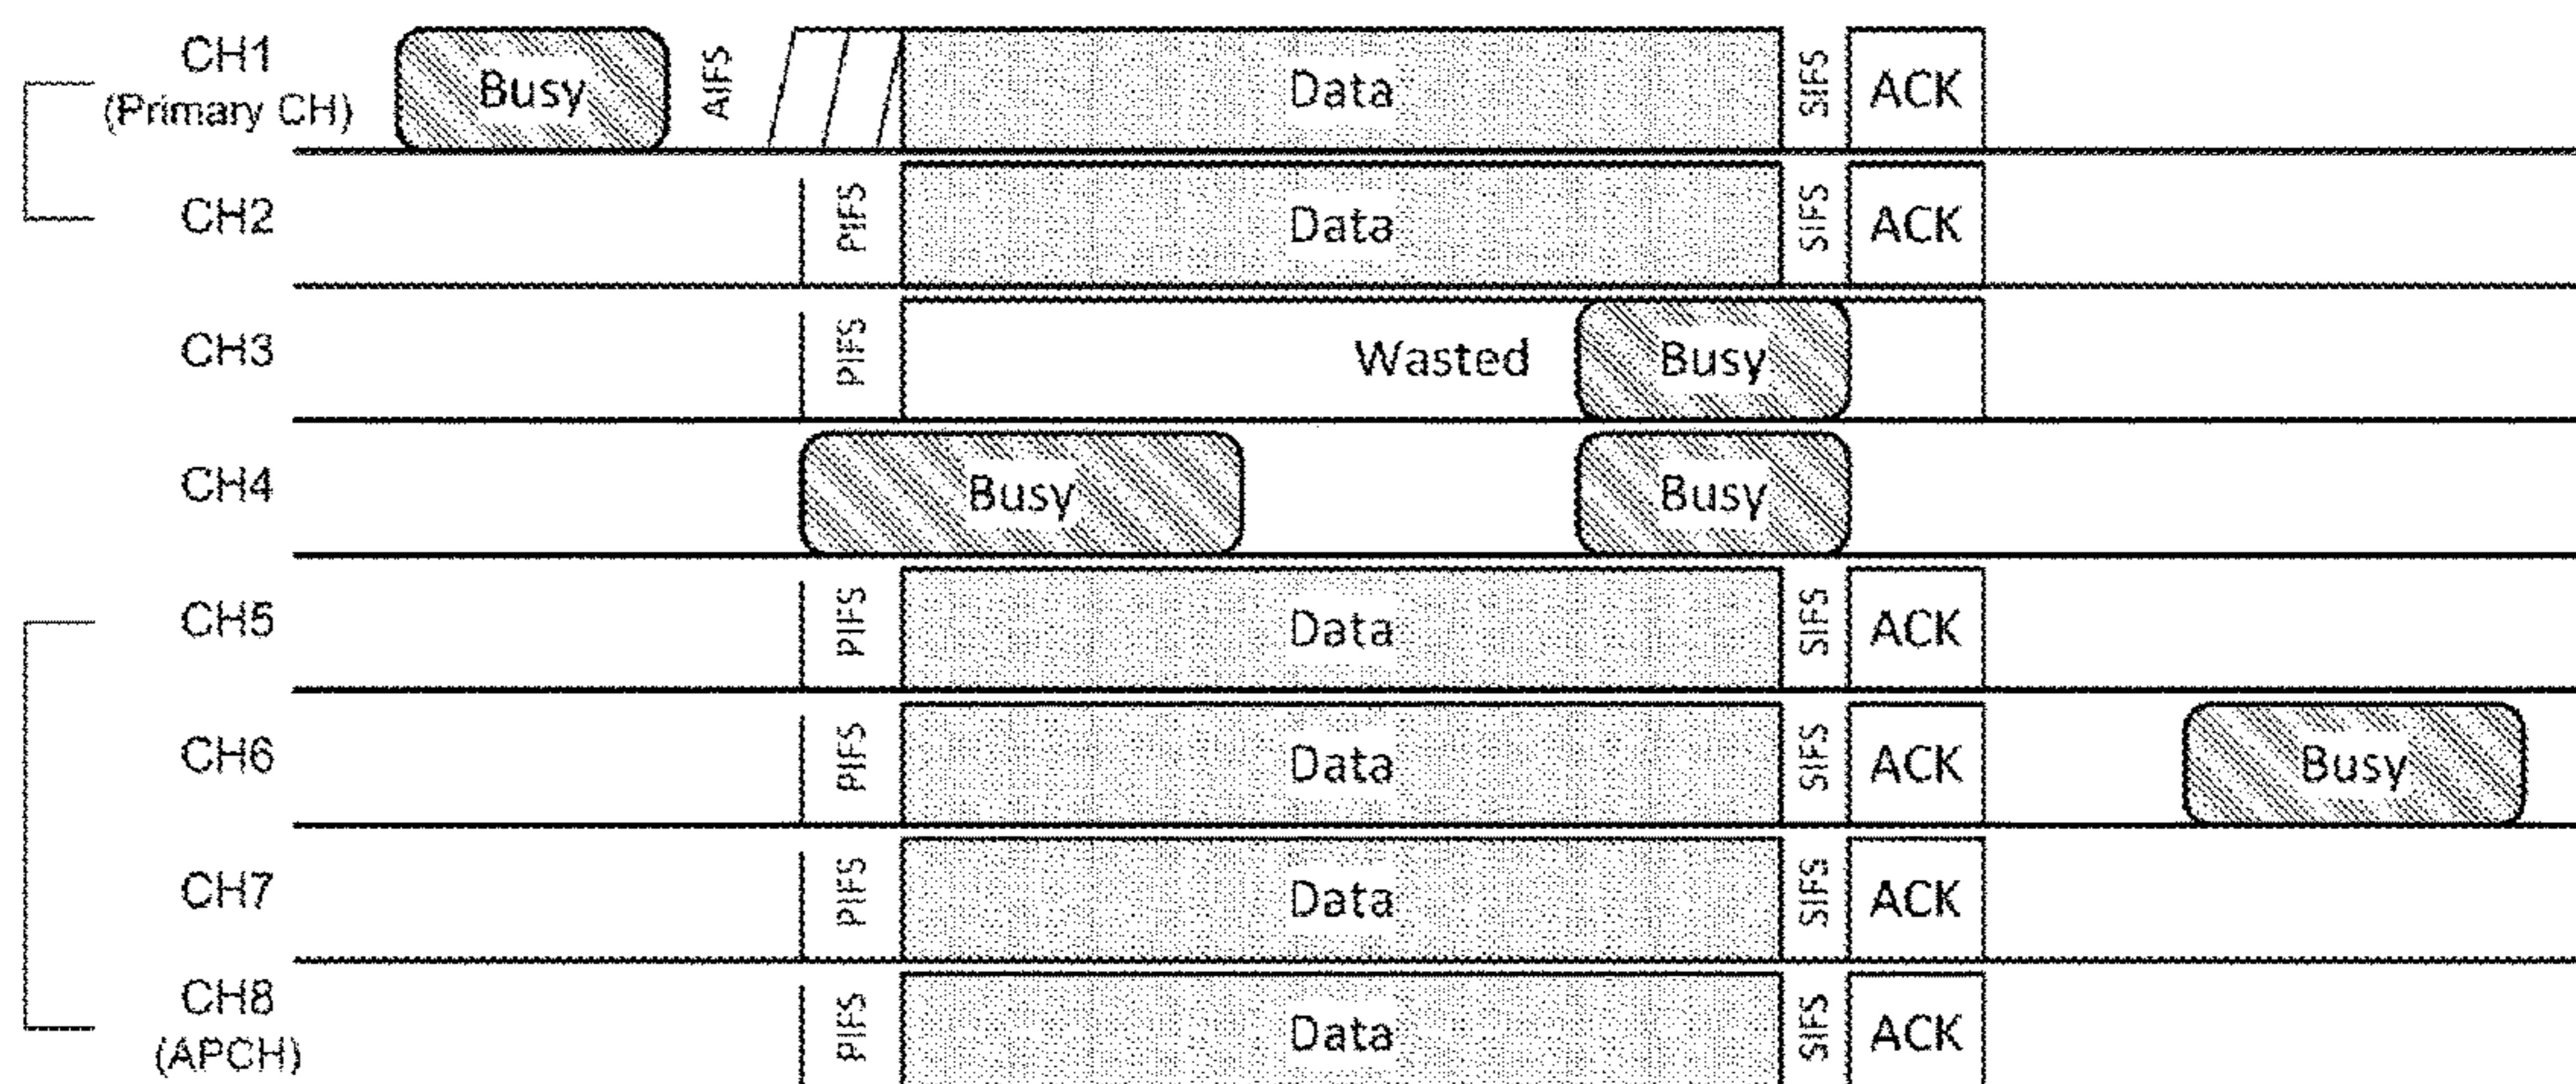 CH1
(Primary CH)
Busy AIFS Data SIFS ACK
CH2 PIFS Data SIFS ACK
CH3 PIFS Wasted Busy
CH4 Busy Busy
CH5 PIFS Data SIFS ACK
CH6 PIFS Data SIFS ACK Busy
CH7 PIFS Data SIFS ACK
CH8
(APCH)
PIFS Data SIFS ACK